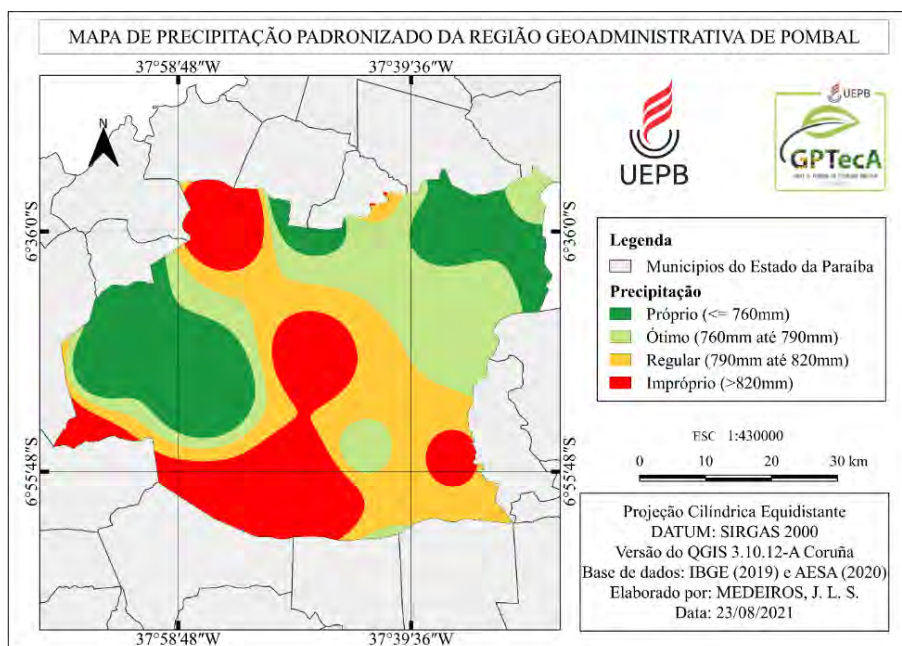 MAPA DE PRECIPITAÇÃO PADRONIZADO DA REGIÃO GEOADMINISTRATIVA DE POMBAL
37°58'48"W 37°39'36"W
N
6°36'0"S 6°36'0"S
6°55'48"S 6°55'48"S
37°58'48"W 37°39'36"W
UEPB
UEPB
GPTecA
Legenda
Municípios do Estado da Paraíba
Precipitação
Próprio (<= 760mm)
Ótimo (760mm até 790mm)
Regular (790mm até 820mm)
Impróprio (>820mm)
ESC 1:430000
0 10 20 30 km
Projeção Cilíndrica Equidistante
DATUM: SIRGAS 2000
Versão do QGIS 3.10.12-A Coruña
Base de dados: IBGE (2019) e AESA (2020)
Elaborado por: MEDEIROS, J. L. S.
Data: 23/08/2021